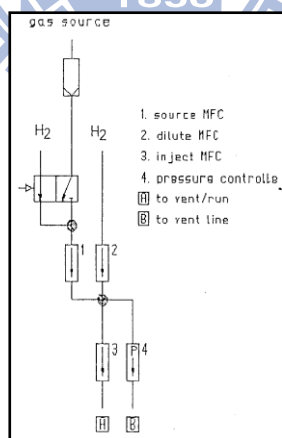 1898
gas source
H2
H2
1. source MFC
2. dilute MFC
3. inject MFC
4. pressure controlle
A to vent/run
B to vent line
1
2
3
P
4
A
B